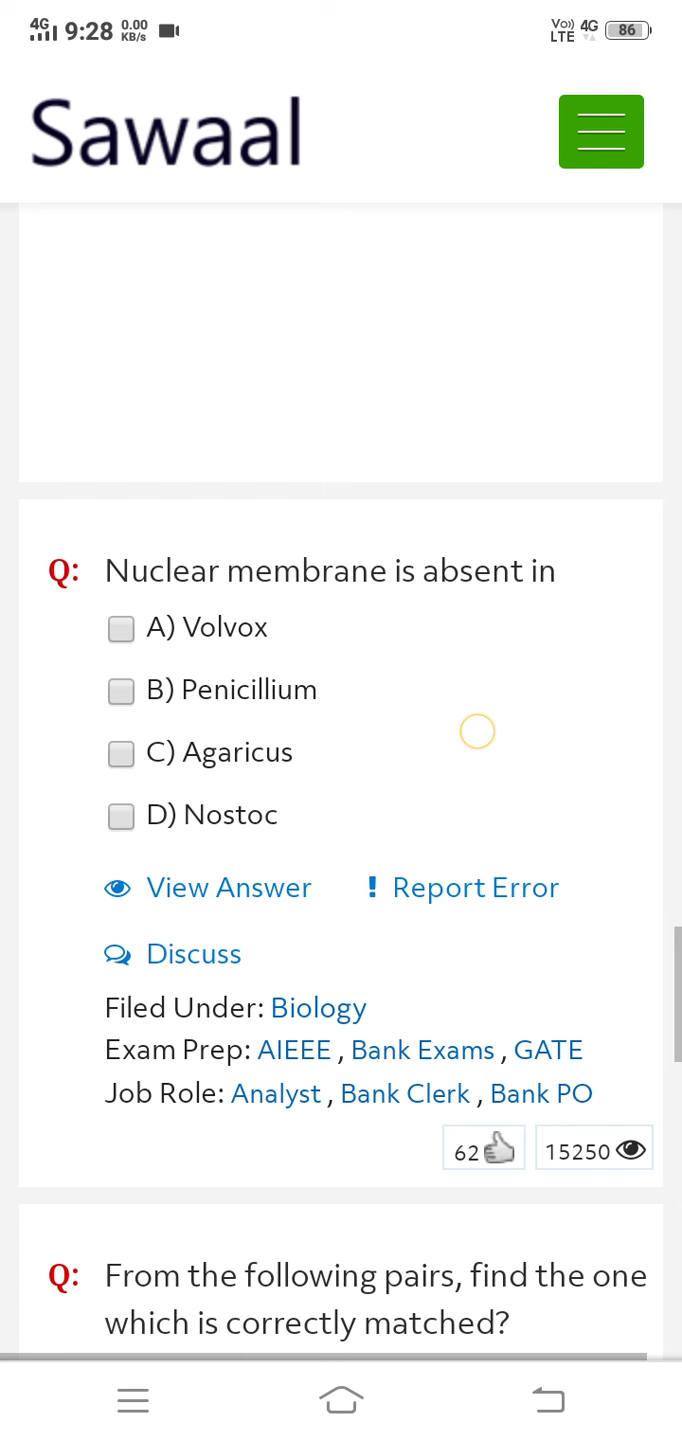 4G 9:28 0.00 KB/s Vo)) LTE 4G 86
Sawaal
Q: Nuclear membrane is absent in
A) Volvox
B) Penicillium
C) Agaricus
D) Nostoc
View Answer ! Report Error
Discuss
Filed Under: Biology
Exam Prep: AIEEE , Bank Exams , GATE
Job Role: Analyst , Bank Clerk , Bank PO
62 15250
Q: From the following pairs, find the one
which is correctly matched?